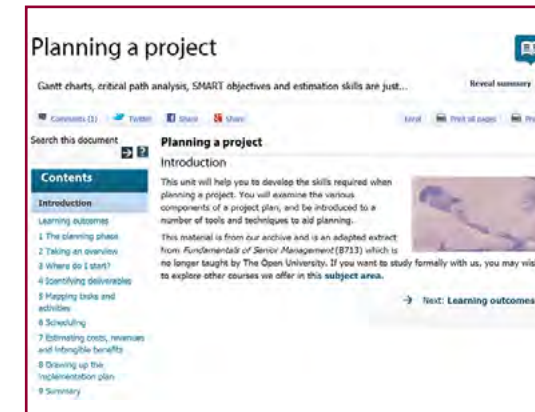 Planning a project
Gantt charts, critical path analysis, SMART objectives and estimation skills are just...
Reveal summary
Comments (1) Twitter Share Share
Print all pages
Search this document
Contents
Introduction
Learning outcomes
1 The planning phase
2 Taking an overview
3 Where do I start?
4 Identifying deliverables
5 Mapping tasks and
activities
6 Scheduling
7 Estimating costs, revenues
and intangible benefits
8 Drawing up the
implementation plan
9 Summary
Planning a project
Introduction
This unit will help you to develop the skills required when
planning a project. You will examine the various
components of a project plan, and be introduced to a
number of tools and techniques to aid planning.
This material is from our archive and is an adapted extract
from Fundamentals of Senior Management (B713) which is
no longer taught by The Open University. If you want to study formally with us, you may wis
to explore other courses we offer in this subject area.
→ Next: Learning outcomes